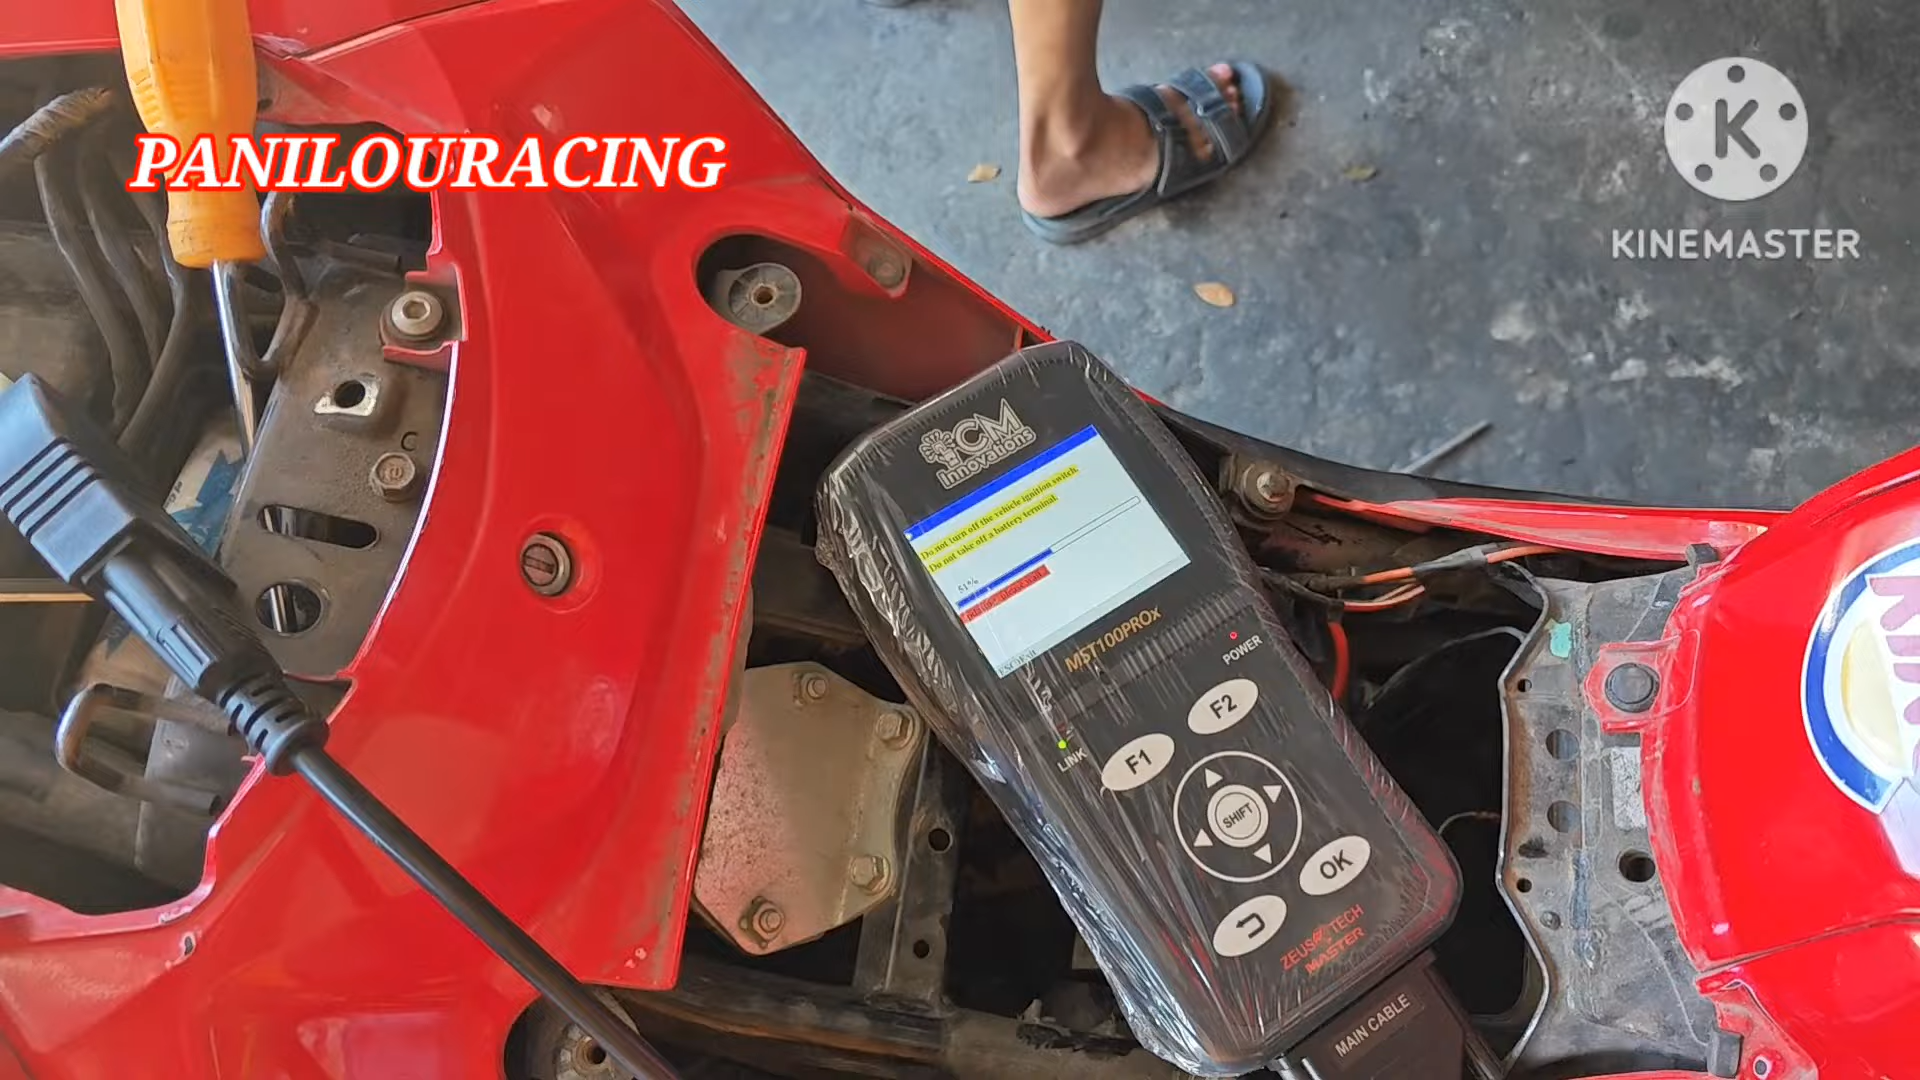 PANILOURACING
K
KINEMASTER
C
ICM
Innovations
Do not turn off the vehicle ignition switch.
Do not take off a battery terminal.
51%
MST100PROx
POWER
LINK
F1
F2
SHIFT
OK
ZEUS TECH
MASTER
MAIN CABLE